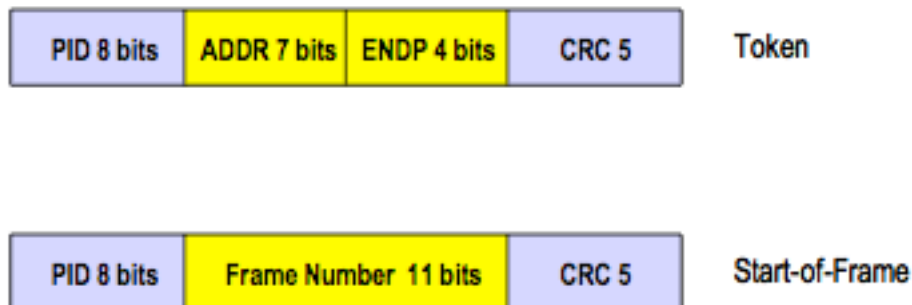 PID 8 bits ADDR 7 bits ENDP 4 bits CRC 5 Token
PID 8 bits Frame Number 11 bits CRC 5 Start-of-Frame